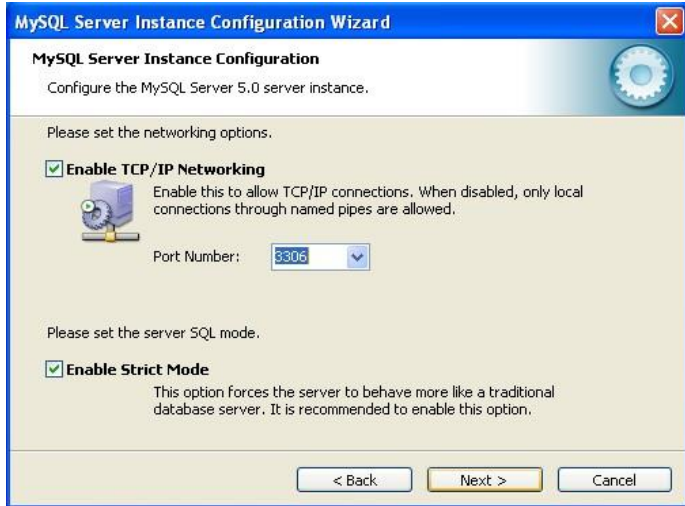 MySQL Server Instance Configuration Wizard
MySQL Server Instance Configuration
Configure the MySQL Server 5.0 server instance.
Please set the networking options.
Enable TCP/IP Networking
Enable this to allow TCP/IP connections. When disabled, only local
connections through named pipes are allowed.
Port Number: 3306
Please set the server SQL mode.
Enable Strict Mode
This option forces the server to behave more like a traditional
database server. It is recommended to enable this option.
< Back Next > Cancel